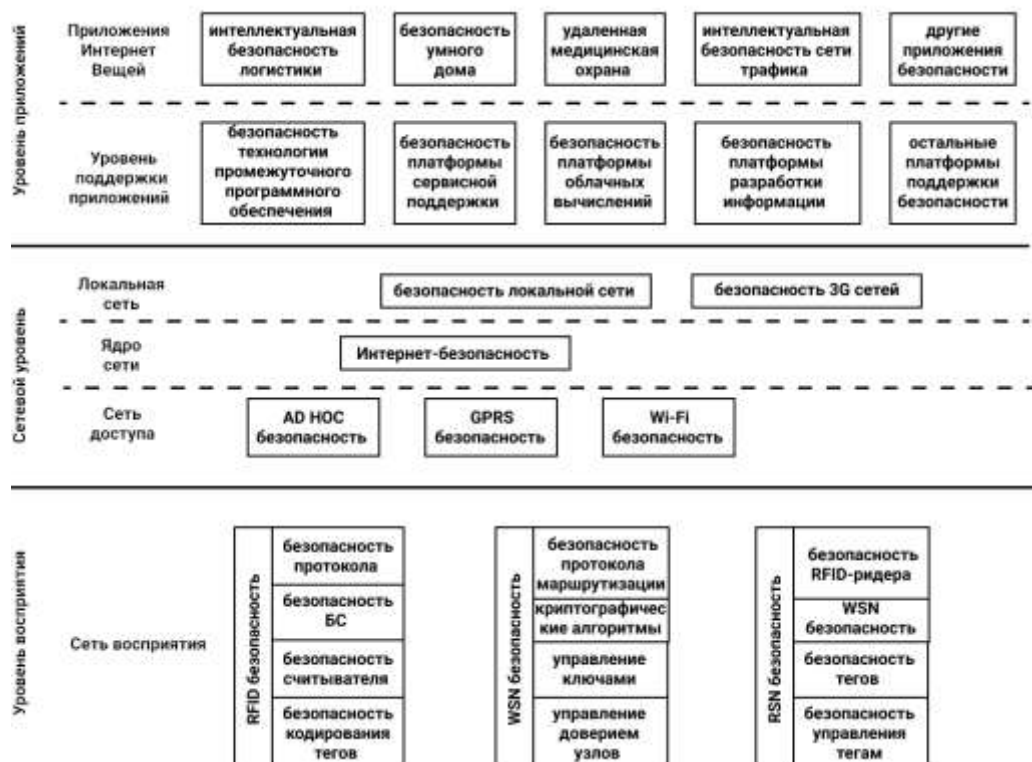 Уровень приложений
Приложения
Интернет
Вещей
интеллектуальная
безопасность
логистики
безопасность
умного
дома
удаленная
медицинская
охрана
интеллектуальная
безопасность сети
трафика
другие
приложения
безопасности
Уровень
поддержки
приложений
безопасность
технологии
промежуточного
программного
обеспечения
безопасность
платформы
сервисной
поддержки
безопасность
платформы
облачных
вычислений
безопасность
платформы
разработки
информации
остальные
платформы
поддержки
безопасности
Сетевой уровень
Локальная
сеть
безопасность локальной сети
безопасность 3G сетей
Ядро
сети
Интернет-безопасность
Сеть
доступа
AD HOC
безопасность
GPRS
безопасность
Wi-Fi
безопасность
Уровень восприятия
Сеть восприятия
RFID безопасность
безопасность
протокола
безопасность
БС
безопасность
считывателя
безопасность
кодирования
тегов
WSN безопасность
безопасность
протокола
маршрутизации
криптографичес
кие алгоритмы
управление
ключами
управление
доверием
узлов
RSN безопасность
безопасность
RFID-ридера
WSN
безопасность
безопасность
тегов
безопасность
управления
тегам